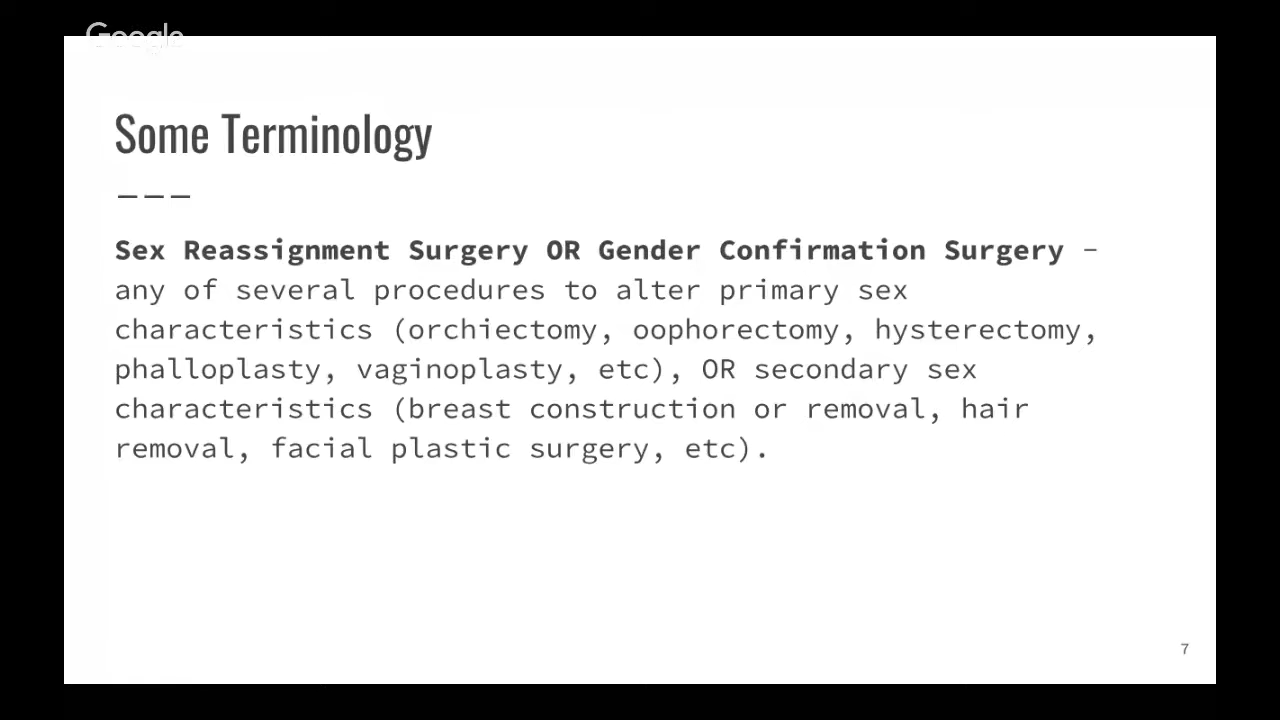 Google
Some Terminology
Sex Reassignment Surgery OR Gender Confirmation Surgery –
any of several procedures to alter primary sex
characteristics (orchiectomy, oophorectomy, hysterectomy,
phalloplasty, vaginoplasty, etc), OR secondary sex
characteristics (breast construction or removal, hair
removal, facial plastic surgery, etc).
7